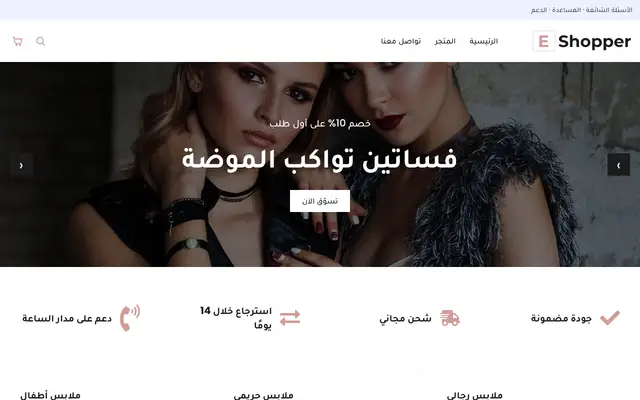 الأسئلة الشائعة · المساعدة · الدعم
E Shopper
الرئيسية المتجر تواصل معنا
خصم 10% على أول طلب
فساتين تواكب الموضة
تسوّق الآن
جودة مضمونة
شحن مجاني
استرجاع خلال 14
يومًا
دعم على مدار الساعة
ملابس رجالي
ملابس حريمي
ملابس أطفال